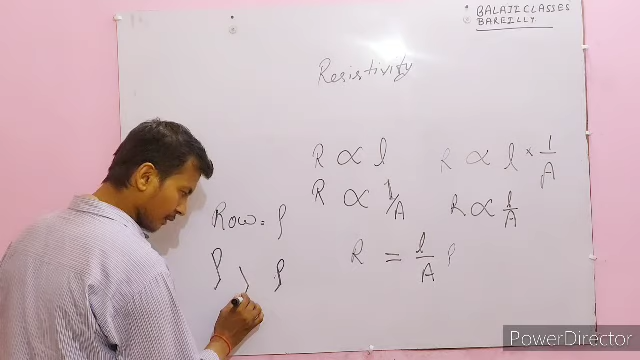 • BALAJI CLASSES
BAREILLY
Resistivity
R ∝ l
R ∝ l × 1/A
R ∝ 1/A
R ∝ l/A
Row = ρ
R = l/A ρ
ρ
ρ
PowerDirector